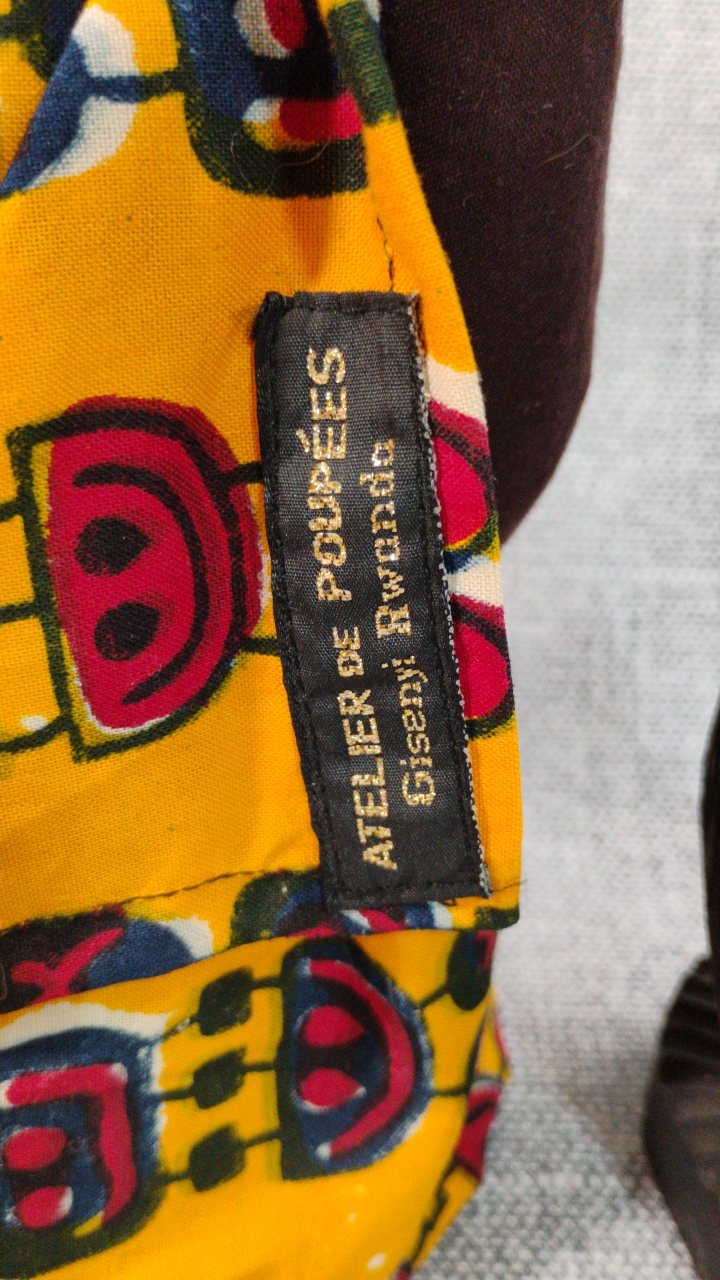 ATELIER DE POUPÉES
Gisenyi Rwanda